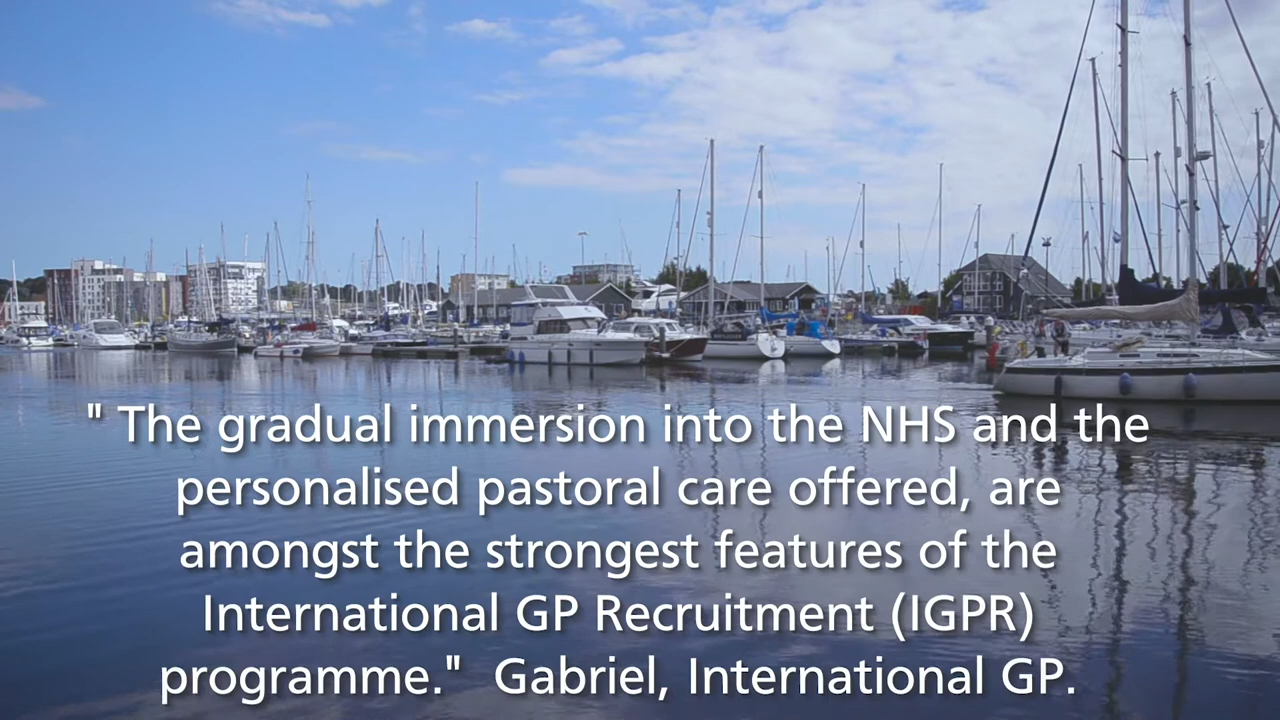 " The gradual immersion into the NHS and the
personalised pastoral care offered, are
amongst the strongest features of the
International GP Recruitment (IGPR)
programme."  Gabriel, International GP.